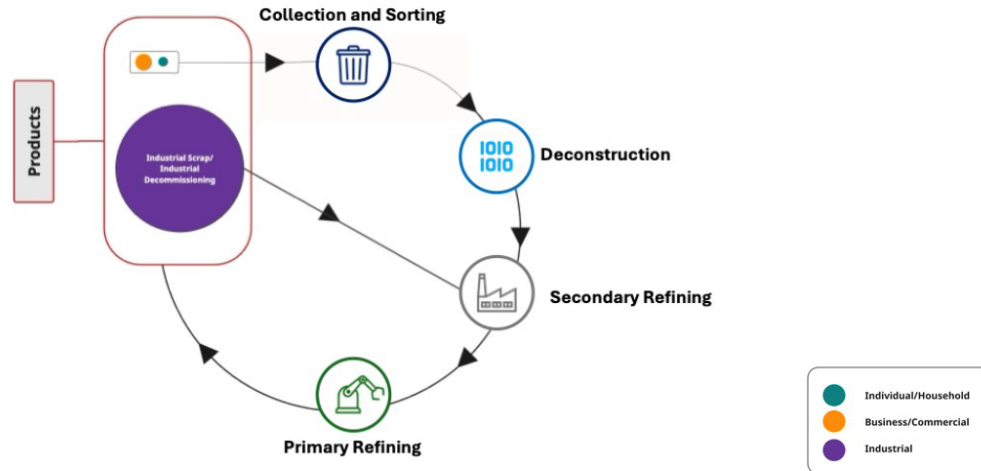 Collection and Sorting
Products
Industrial Scrap/
Industrial
Decommissioning
1010
1010
Deconstruction
Secondary Refining
Primary Refining
Individual/Household
Business/Commercial
Industrial